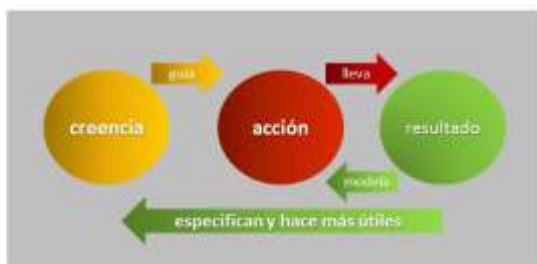 guía
lleva
creencia
acción
resultado
modela
especifican y hace más útiles